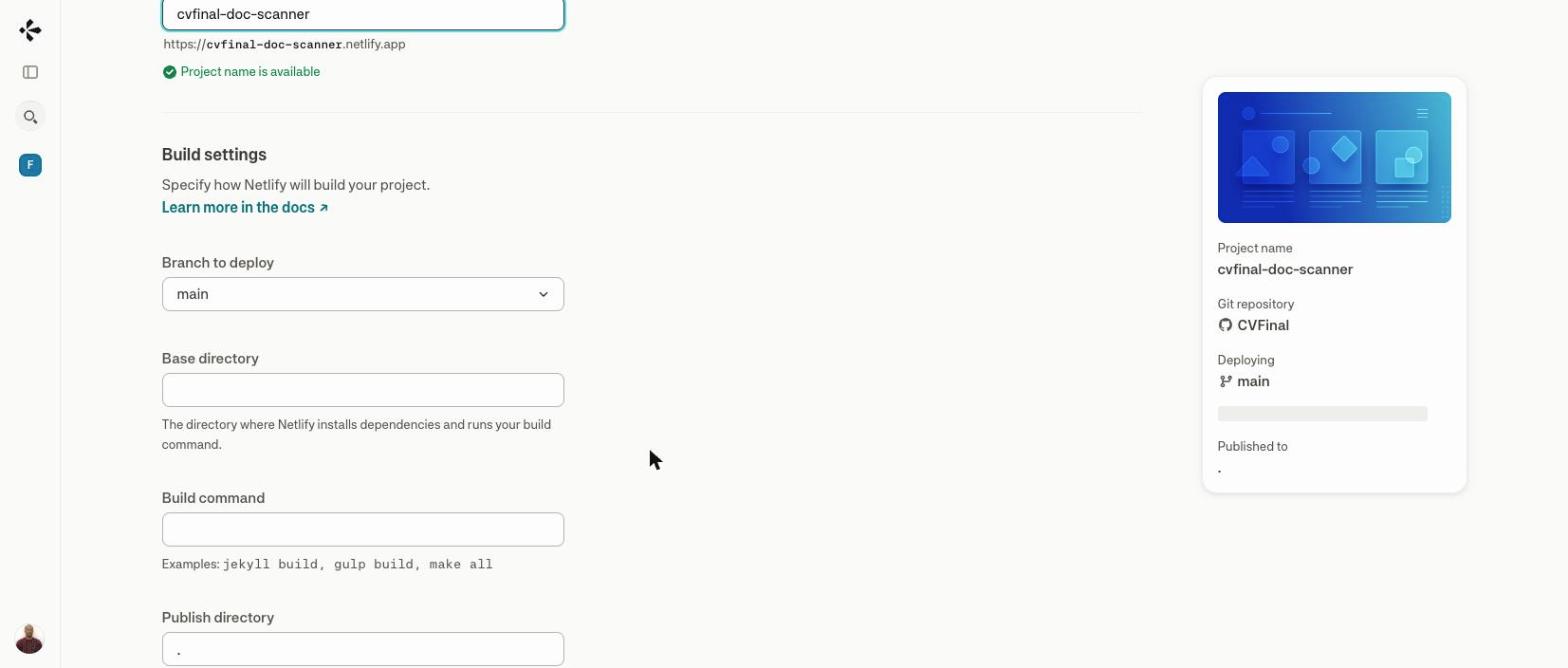 cvfinal-doc-scanner
https://cvfinal-doc-scanner.netlify.app
Project name is available
F
Build settings
Specify how Netlify will build your project.
Learn more in the docs ↗
Branch to deploy
main
Base directory
The directory where Netlify installs dependencies and runs your build
command.
Build command
Examples: jekyll build, gulp build, make all
Publish directory
.
Project name
cvfinal-doc-scanner
Git repository
CVFinal
Deploying
main
Published to
.